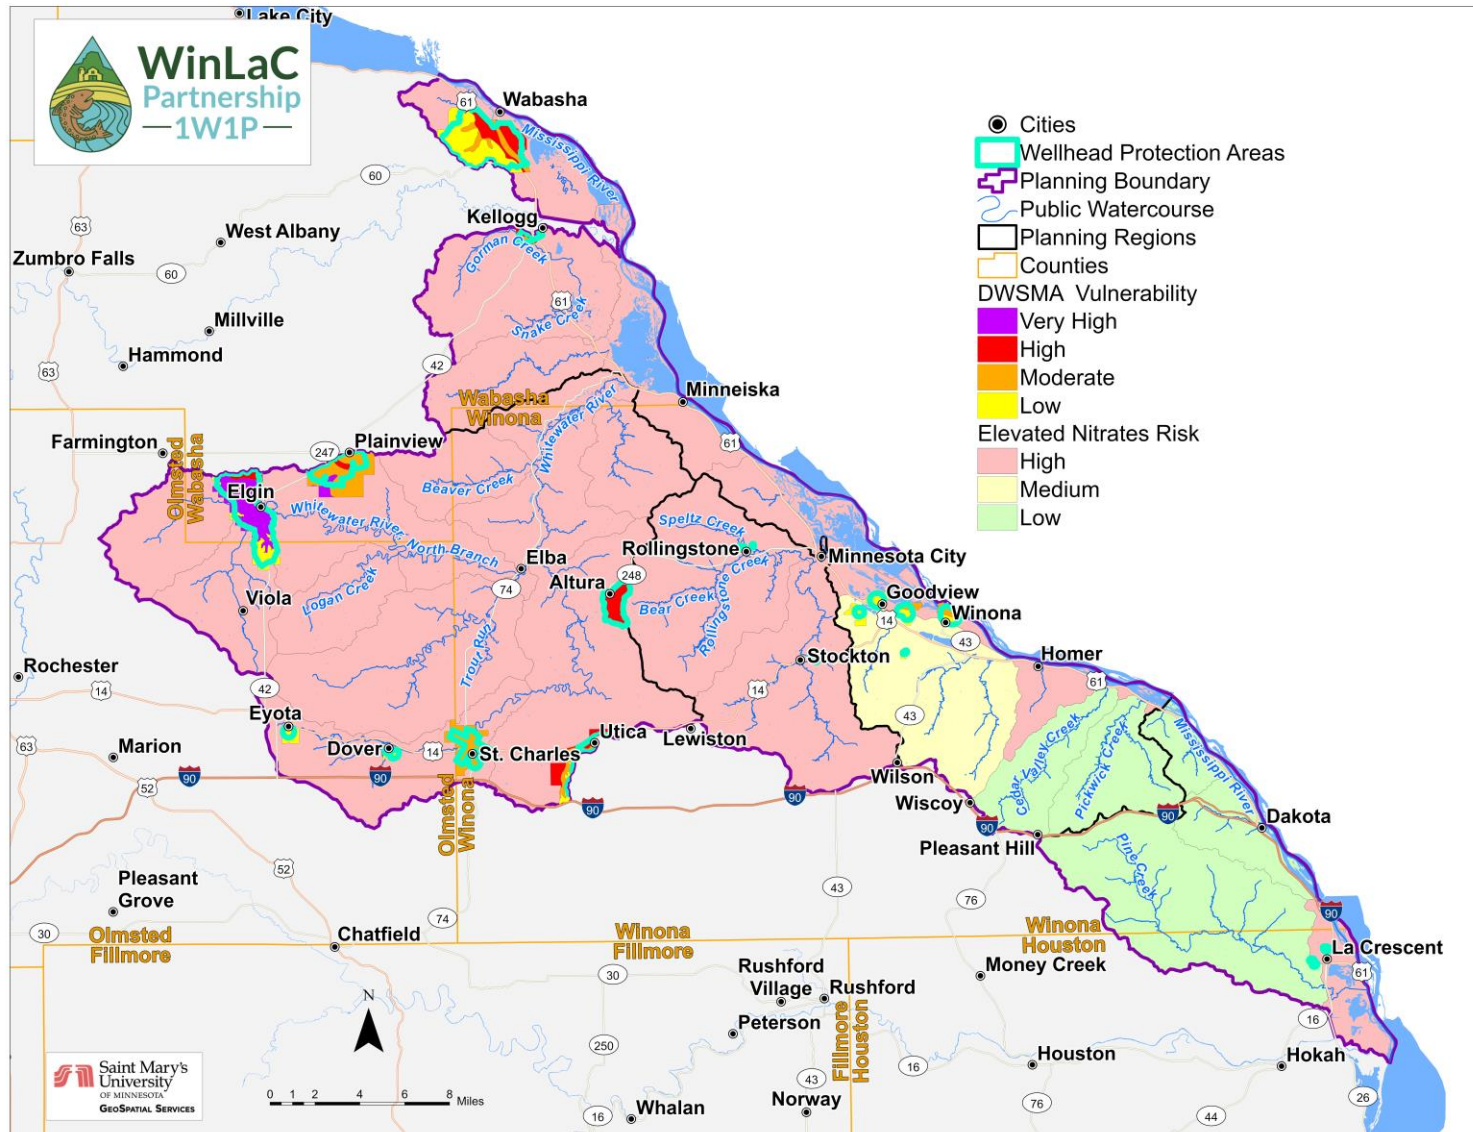 Lake City
WinLaC
Partnership
1W1P
61
Wabasha
Mississippi River
60
Kellogg
Gorman Creek
63
West Albany
Zumbro Falls
60
61
Snake Creek
Millville
Hammond
63
42
Minneiska
Wabasha
Winona
Whitewater River
61
Farmington
247
Plainview
Olmsted
Wabasha
Elgin
Beaver Creek
Whitewater River, North Branch
Speltz Creek
Rollingstone
Minnesota City
Elba
248
Altura
74
Logan Creek
Bear Creek
Rollingstone Creek
Goodview
Winona
14
43
Viola
Trout Run
Stockton
Homer
Rochester
14
42
14
61
Eyota
43
Cedar Valley Creek
Pickwick Creek
Mississippi River
63
Marion
Dover
14
St. Charles
Utica
Lewiston
Wilson
90
90
52
90
90
Wiscoy
90
90
Olmsted
Winona
Pleasant Hill
Dakota
Pine Creek
52
Pleasant
Grove
43
76
74
90
30
Olmsted
Fillmore
Chatfield
Winona
Fillmore
Winona
Houston
La Crescent
61
30
Rushford
Village
Rushford
Money Creek
16
Peterson
250
Fillmore
Houston
16
Houston
Hokah
43
Norway
76
44
26
16
Whalan
N
0 1 2 4 6 8
Miles
Saint Mary's
University
OF MINNESOTA
GeoSpatial Services
Cities
Wellhead Protection Areas
Planning Boundary
Public Watercourse
Planning Regions
Counties
DWSMA Vulnerability
Very High
High
Moderate
Low
Elevated Nitrates Risk
High
Medium
Low